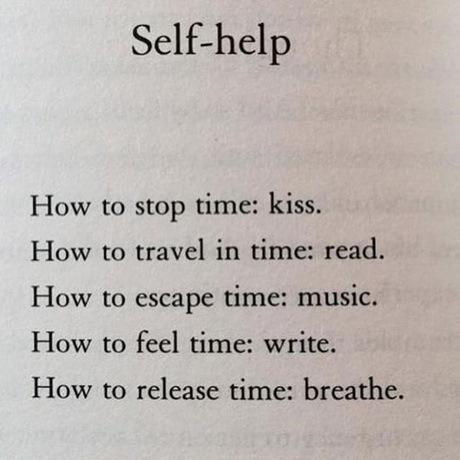 Self-help
How to stop time: kiss.
How to travel in time: read.
How to escape time: music.
How to feel time: write.
How to release time: breathe.